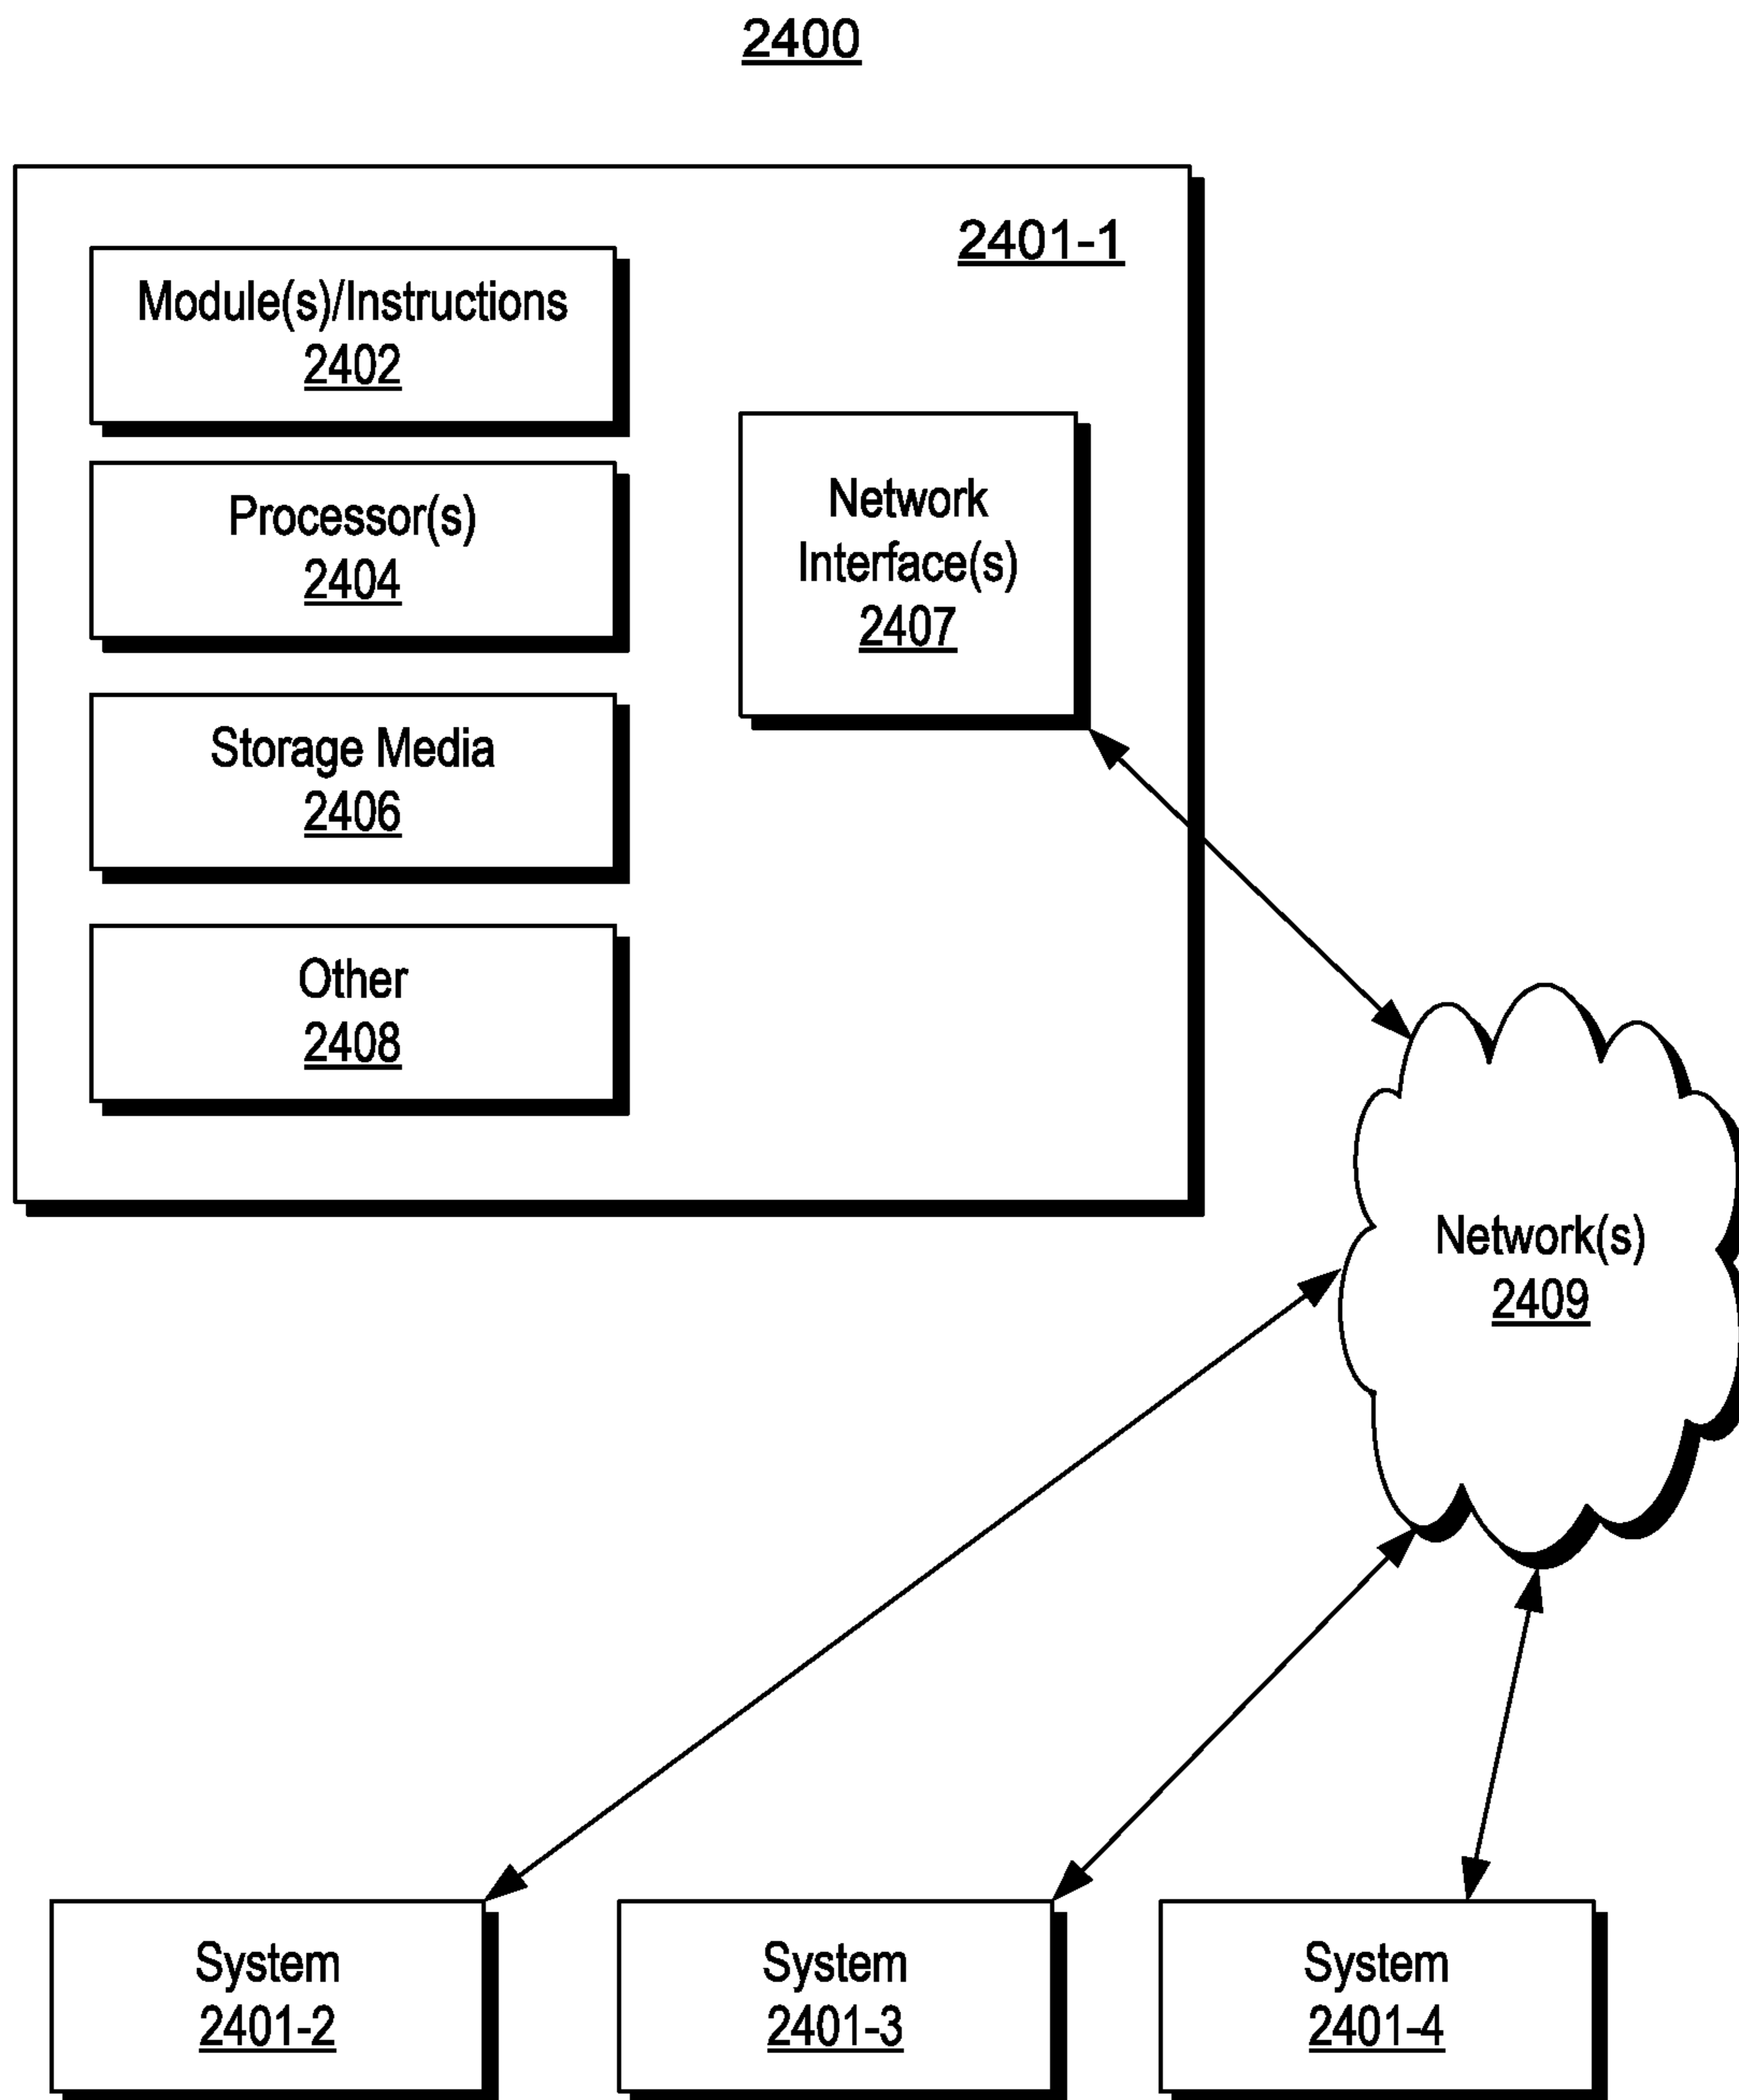 2400
2401-1
Module(s)/Instructions
2402
Processor(s)
2404
Network
Interface(s)
2407
Storage Media
2406
Other
2408
Network(s)
2409
System
2401-2
System
2401-3
System
2401-4